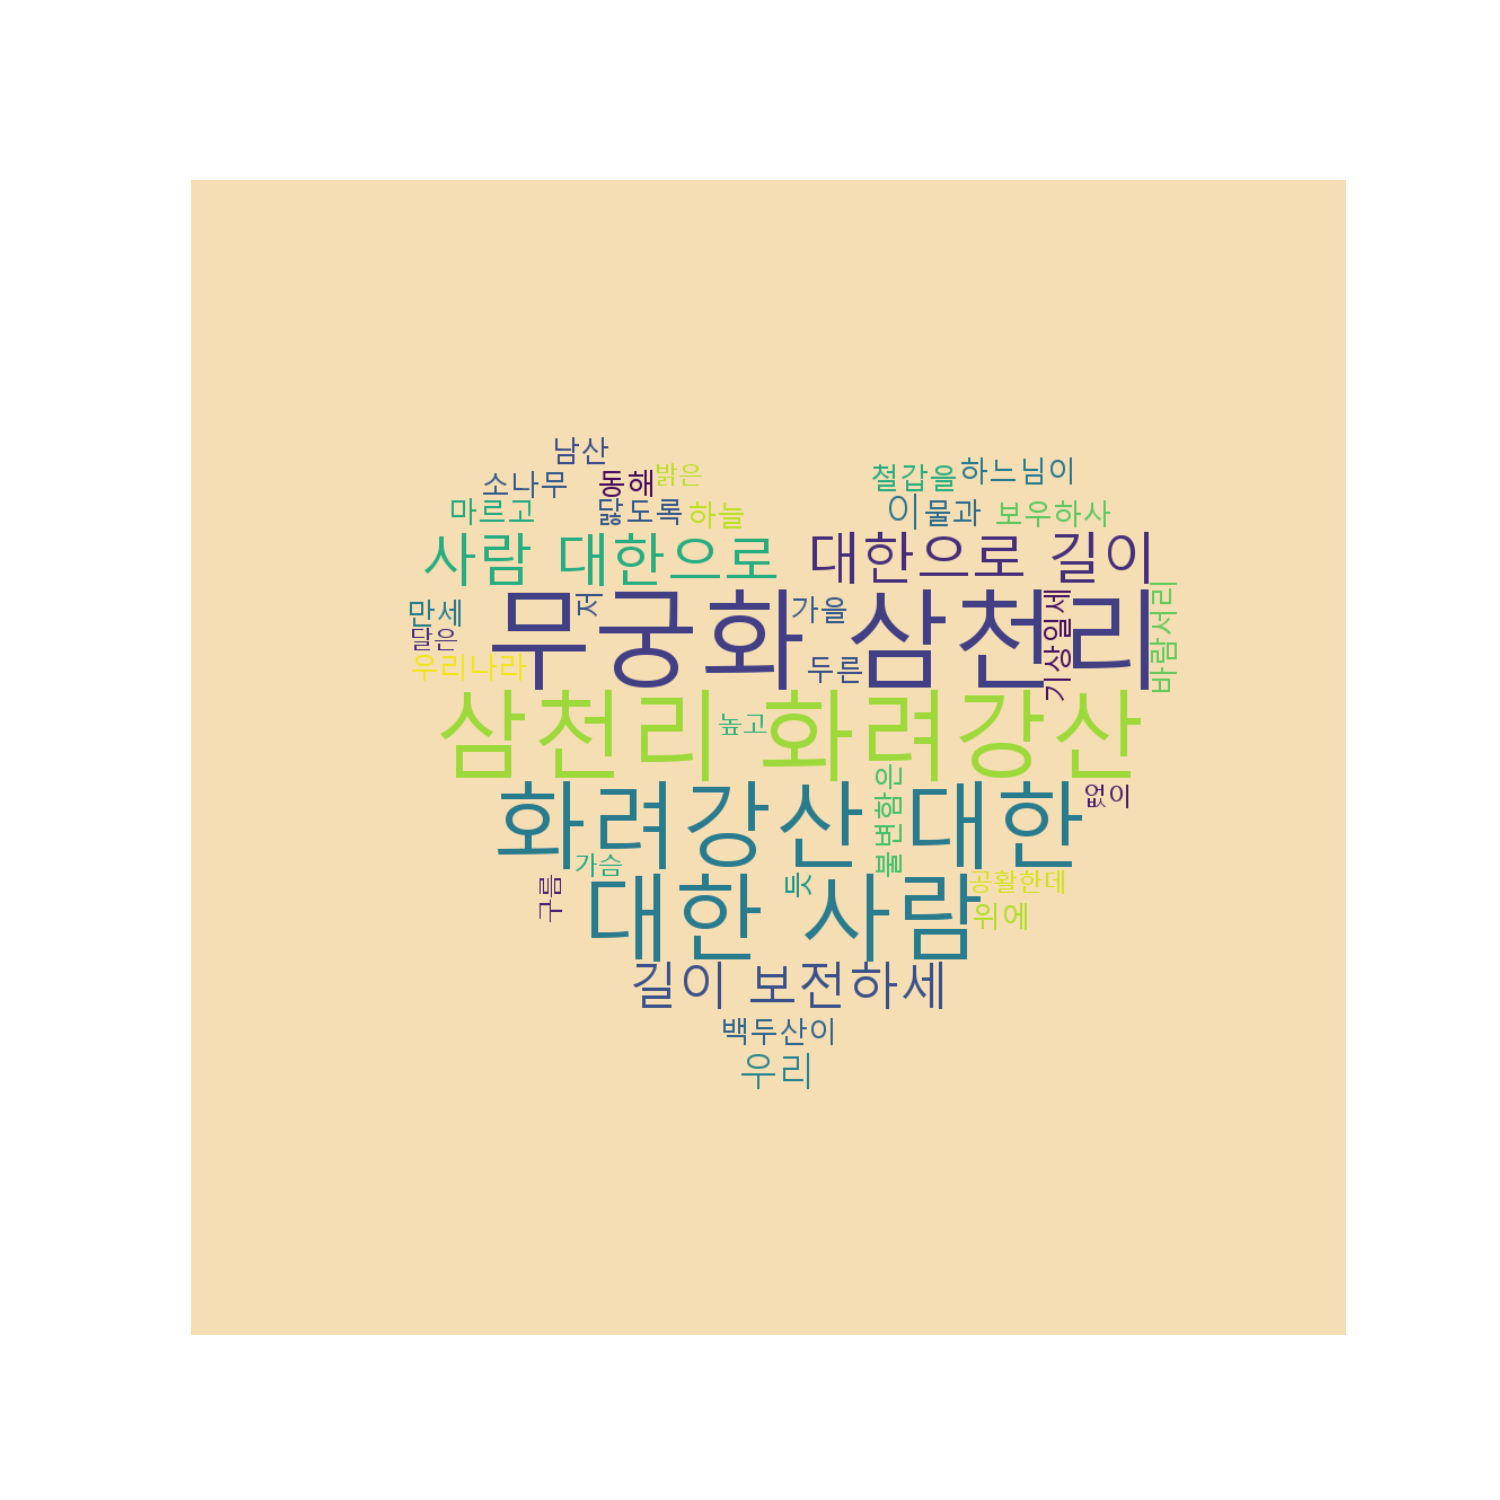 남산
소나무 동해 밝은 철갑을 하느님이
마르고 닳도록 하늘 이 물과 보우하사
사람 대한으로 대한으로 길이
만세 무궁화 저 가을 삼천리 기상일세 바람서리
달은 두른
우리나라
삼천리 높고 화려강산
화려강산 불변함은 대한 없이
가슴
구름 대한 듯 사람 공활한데
위에
길이 보전하세
백두산이
우리